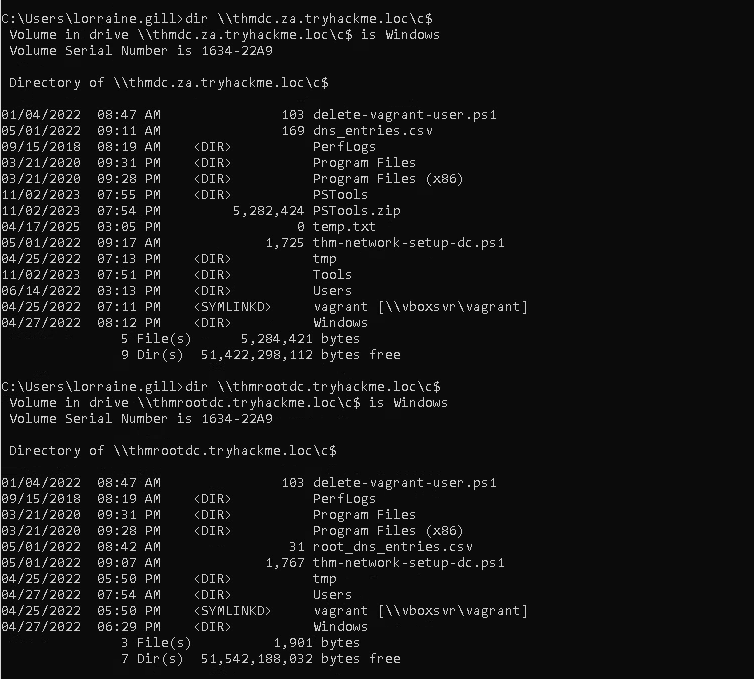 C:\Users\lorraine.gill>dir \\thmdc.za.tryhackme.loc\c$
 Volume in drive \\thmdc.za.tryhackme.loc\c$ is Windows
 Volume Serial Number is 1634-22A9

 Directory of \\thmdc.za.tryhackme.loc\c$

01/04/2022  08:47 AM               103 delete-vagrant-user.ps1
05/01/2022  09:11 AM               169 dns_entries.csv
09/15/2018  08:19 AM    <DIR>          PerfLogs
03/21/2020  09:31 PM    <DIR>          Program Files
03/21/2020  09:28 PM    <DIR>          Program Files (x86)
11/02/2023  07:55 PM    <DIR>          PSTools
11/02/2023  07:54 PM         5,282,424 PSTools.zip
04/17/2025  03:05 PM                 0 temp.txt
05/01/2022  09:17 AM             1,725 thm-network-setup-dc.ps1
04/25/2022  07:13 PM    <DIR>          tmp
11/02/2023  07:51 PM    <DIR>          Tools
06/14/2022  03:13 PM    <DIR>          Users
04/25/2022  07:11 PM    <SYMLINKD>     vagrant [\\vboxsvr\vagrant]
04/27/2022  08:12 PM    <DIR>          Windows
               5 File(s)      5,284,421 bytes
               9 Dir(s)  51,422,298,112 bytes free

C:\Users\lorraine.gill>dir \\thmrootdc.tryhackme.loc\c$
 Volume in drive \\thmrootdc.tryhackme.loc\c$ is Windows
 Volume Serial Number is 1634-22A9

 Directory of \\thmrootdc.tryhackme.loc\c$

01/04/2022  08:47 AM               103 delete-vagrant-user.ps1
09/15/2018  08:19 AM    <DIR>          PerfLogs
03/21/2020  09:31 PM    <DIR>          Program Files
03/21/2020  09:28 PM    <DIR>          Program Files (x86)
05/01/2022  08:42 AM                31 root_dns_entries.csv
05/01/2022  09:07 AM             1,767 thm-network-setup-dc.ps1
04/25/2022  05:50 PM    <DIR>          tmp
04/27/2022  07:54 AM    <DIR>          Users
04/25/2022  05:50 PM    <SYMLINKD>     vagrant [\\vboxsvr\vagrant]
04/27/2022  06:29 PM    <DIR>          Windows
               3 File(s)          1,901 bytes
               7 Dir(s)  51,542,188,032 bytes free